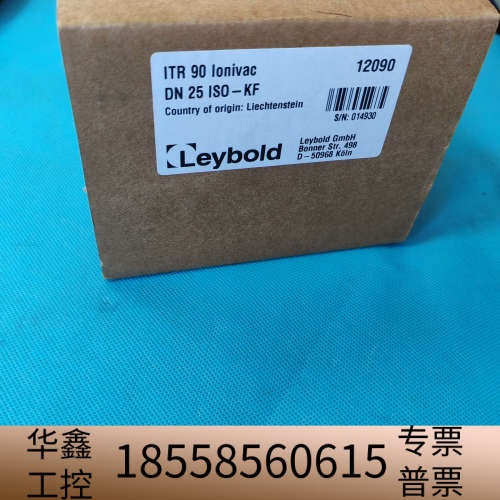 ITR 90 Ionivac
12090
DN 25 ISO-KF
Country of origin: Liechtenstein
S/N: 014930
Leybold
Leybold GmbH
Bonner Str. 498
D-50968 Köln
华鑫工控
18558560615
专票
普票